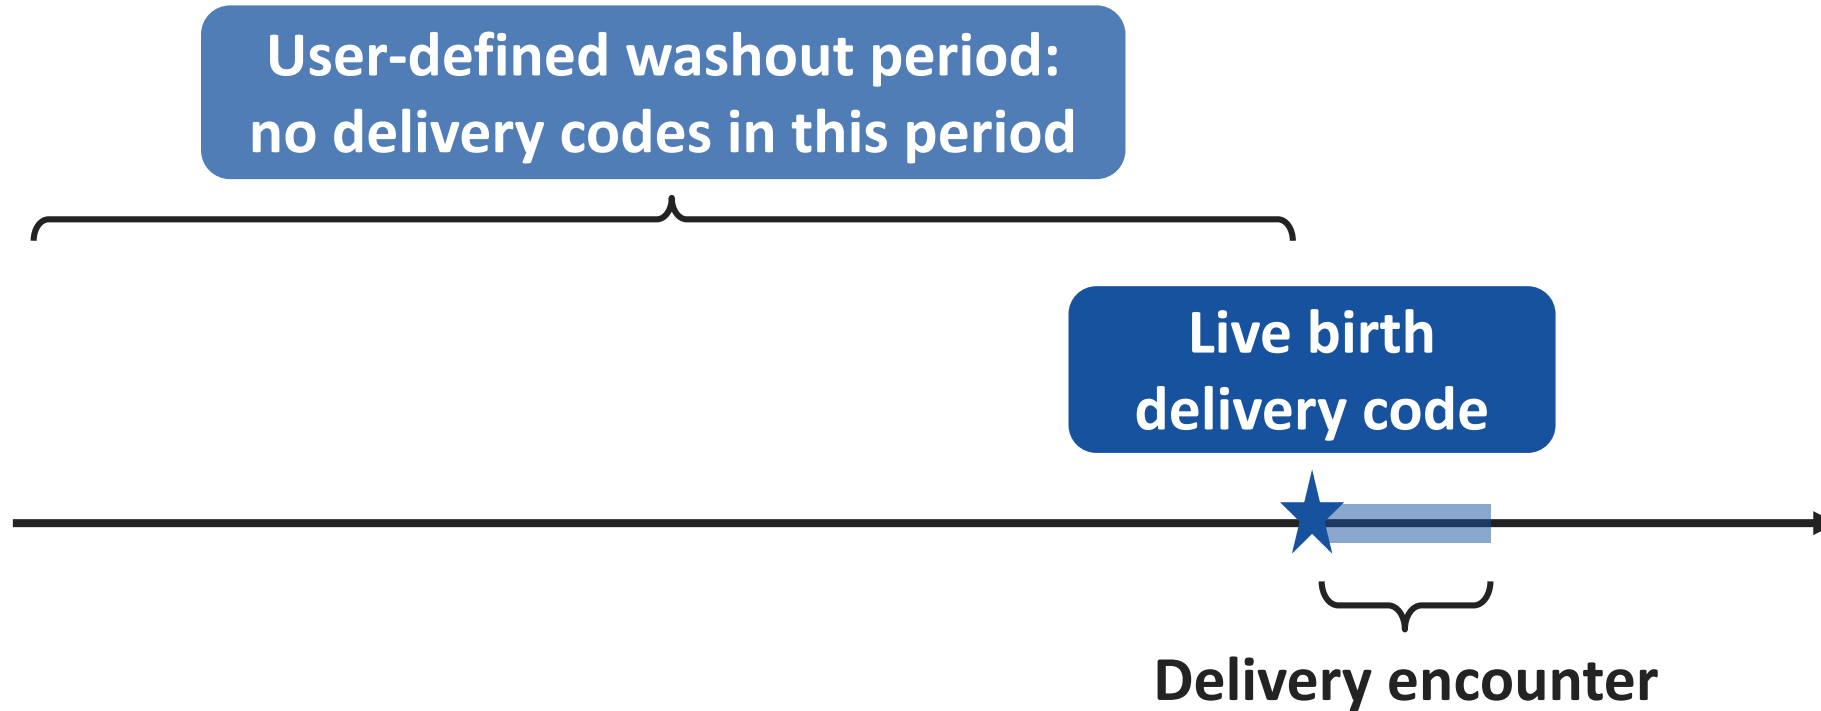 User-defined washout period:
no delivery codes in this period
Live birth
delivery code
Delivery encounter